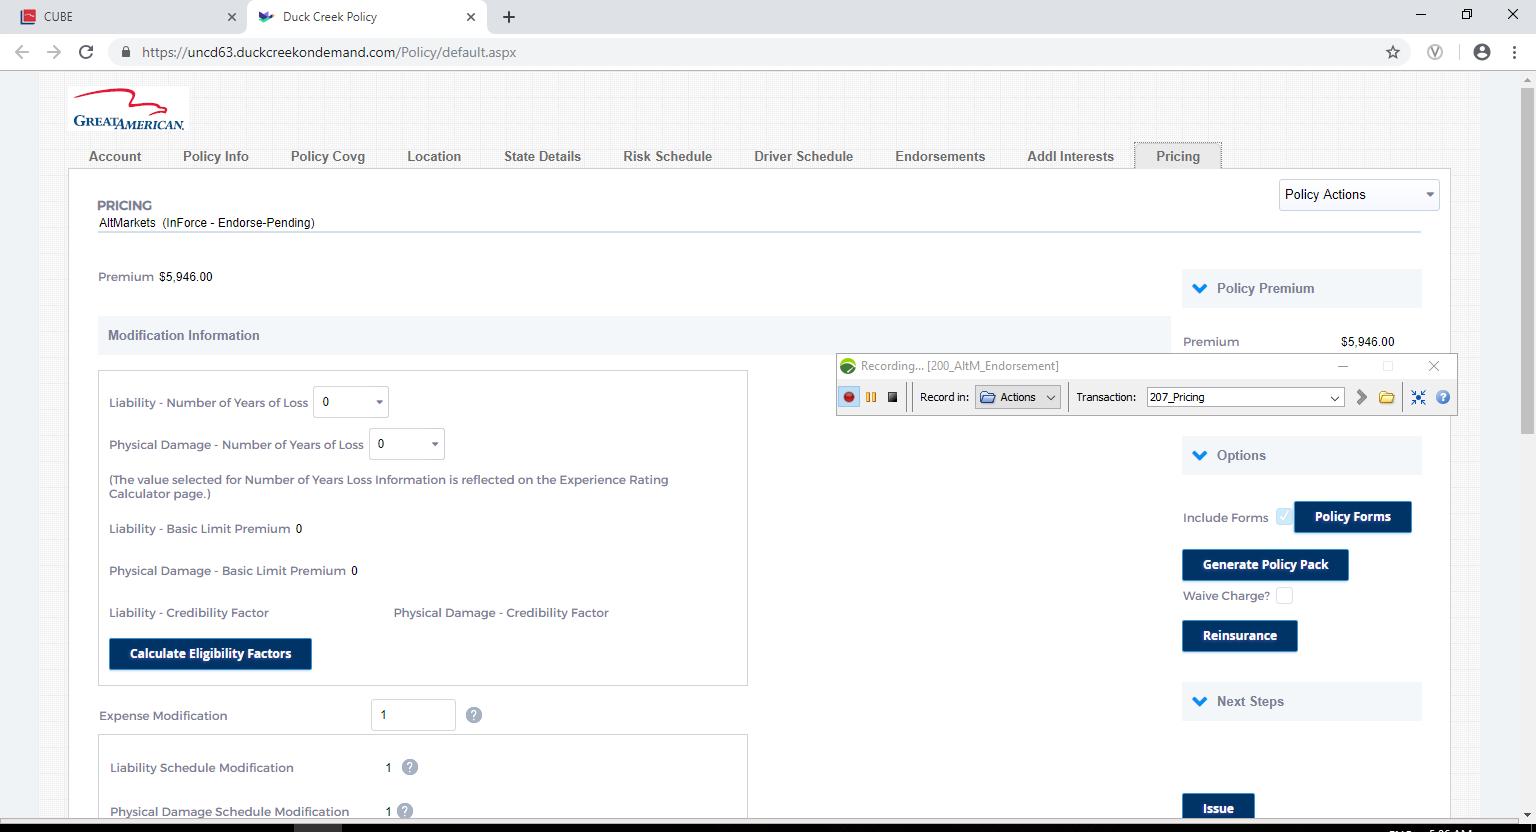 CUBE
Duck Creek Policy
https://uncd63.duckcreekondemand.com/Policy/default.aspx
GREATAMERICAN.
Account Policy Info Policy Covg Location State Details Risk Schedule Driver Schedule Endorsements Addl Interests Pricing
Policy Actions
PRICING
AltMarkets (InForce - Endorse-Pending)
Premium $5,946.00
Policy Premium
Modification Information
Premium $5,946.00
Recording... [200_AltM_Endorsement]
Record in: Actions Transaction: 207_Pricing
Liability - Number of Years of Loss 0
Physical Damage - Number of Years of Loss 0
Options
(The value selected for Number of Years Loss Information is reflected on the Experience Rating
Calculator page.)
Include Forms Policy Forms
Liability - Basic Limit Premium 0
Generate Policy Pack
Physical Damage - Basic Limit Premium 0
Waive Charge?
Liability - Credibility Factor Physical Damage - Credibility Factor
Reinsurance
Calculate Eligibility Factors
Next Steps
Expense Modification 1 ?
Liability Schedule Modification 1 ?
Physical Damage Schedule Modification 1 ?
Issue